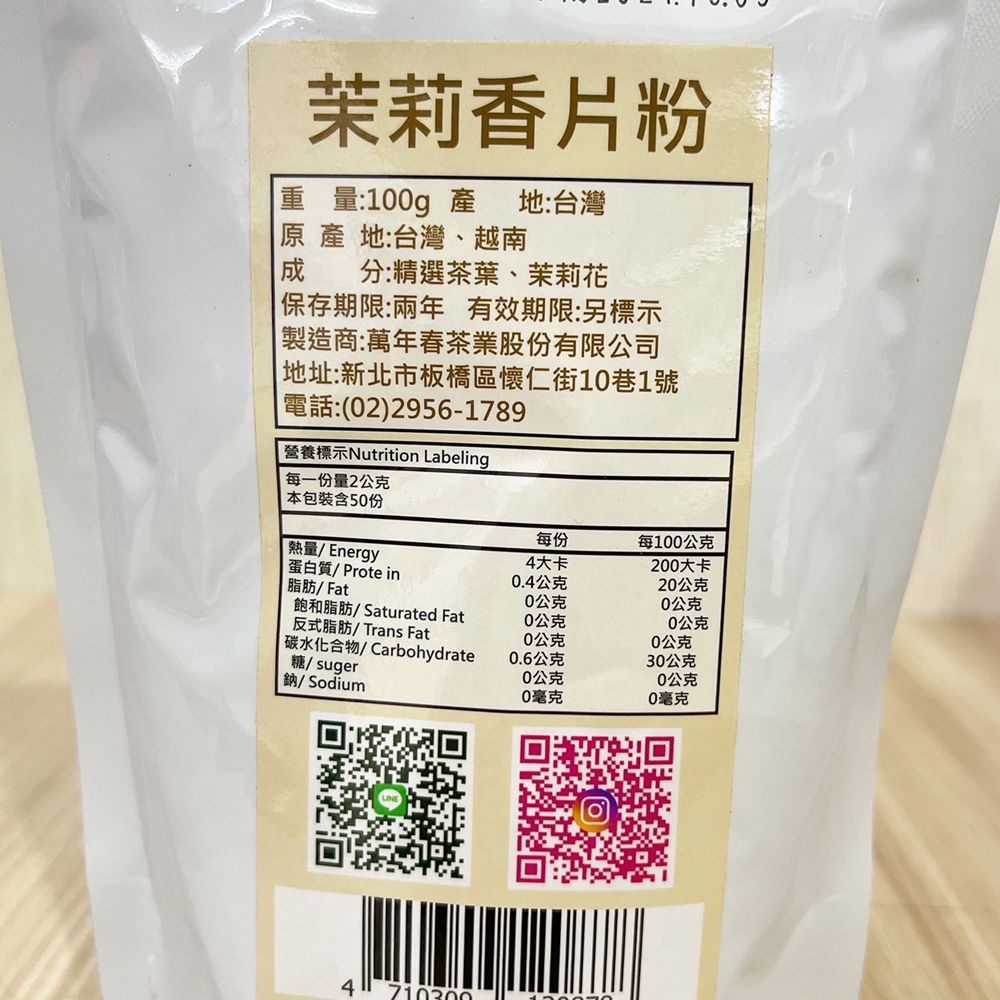 茉莉香片粉
重 量:100g 產 地:台灣
原 產 地:台灣、越南
成 分:精選茶葉、茉莉花
保存期限:兩年 有效期限:另標示
製造商:萬年春茶業股份有限公司
地址:新北市板橋區懷仁街10巷1號
電話:(02)2956-1789
營養標示Nutrition Labeling
每一份量2公克
本包裝含50份
每份 每100公克
熱量/ Energy 4大卡 200大卡
蛋白質/ Prote in 0.4公克 20公克
脂肪/ Fat 0公克 0公克
飽和脂肪/ Saturated Fat 0公克 0公克
反式脂肪/ Trans Fat 0公克 0公克
碳水化合物/ Carbohydrate 0.6公克 30公克
糖/ suger 0公克 0公克
鈉/ Sodium 0毫克 0毫克
LINE
4 710309